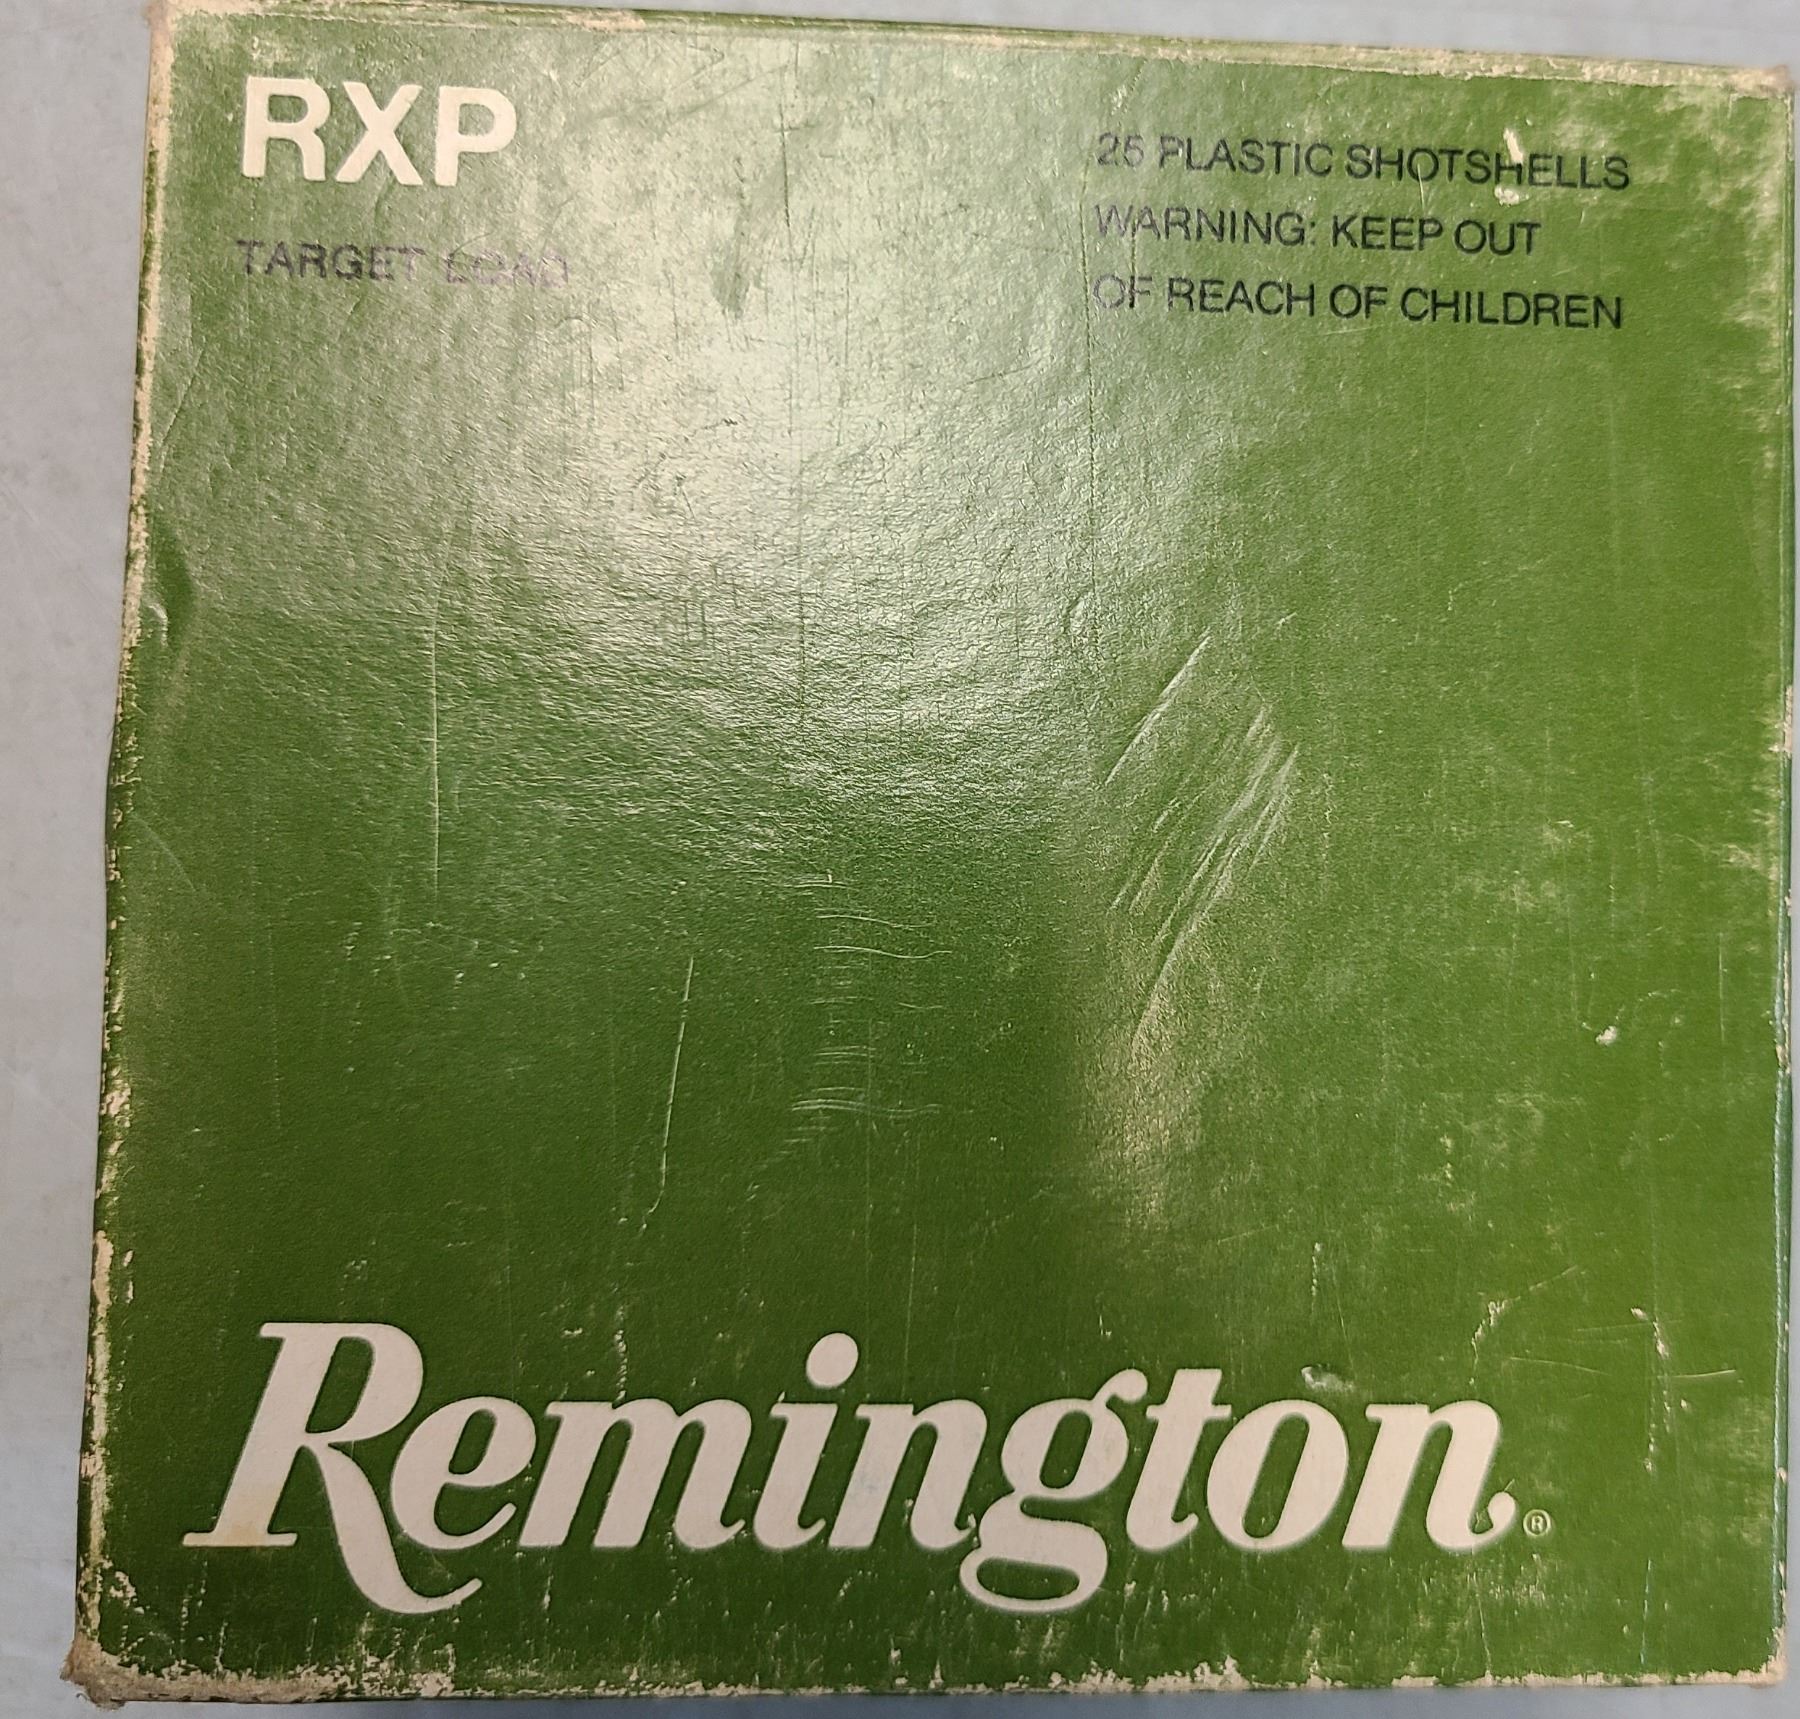 RXP
TARGET LOAD
25 PLASTIC SHOTSHELLS
WARNING: KEEP OUT
OF REACH OF CHILDREN
Remington®